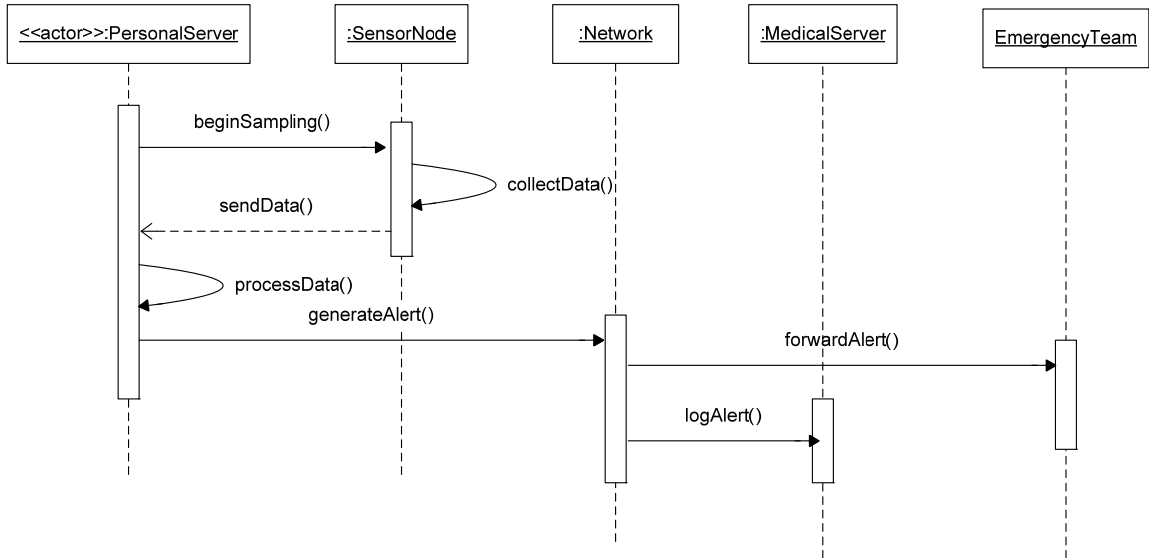 <<actor>>:PersonalServer
:SensorNode
:Network
:MedicalServer
EmergencyTeam
beginSampling()
collectData()
sendData()
processData()
generateAlert()
forwardAlert()
logAlert()